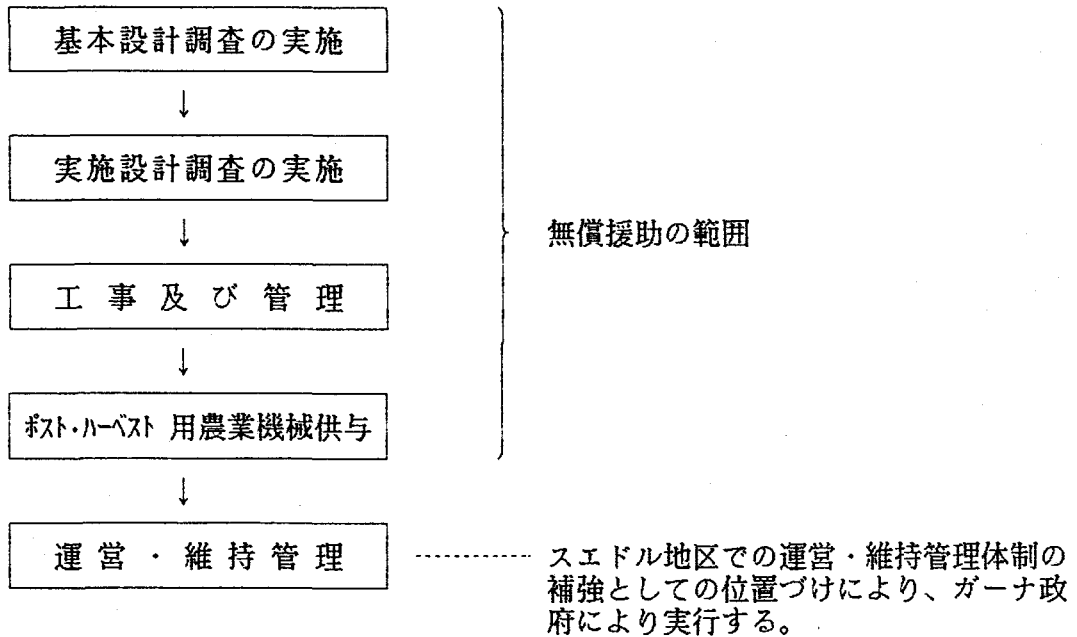 基本設計調査の実施
↓
実施設計調査の実施
↓
無償援助の範囲
工事及び管理
↓
ポスト・ハーベスト 用農業機械供与
↓
運営・維持管理 ………… スエドル地区での運営・維持管理体制の
補強としての位置づけにより、ガーナ政
府により実行する。